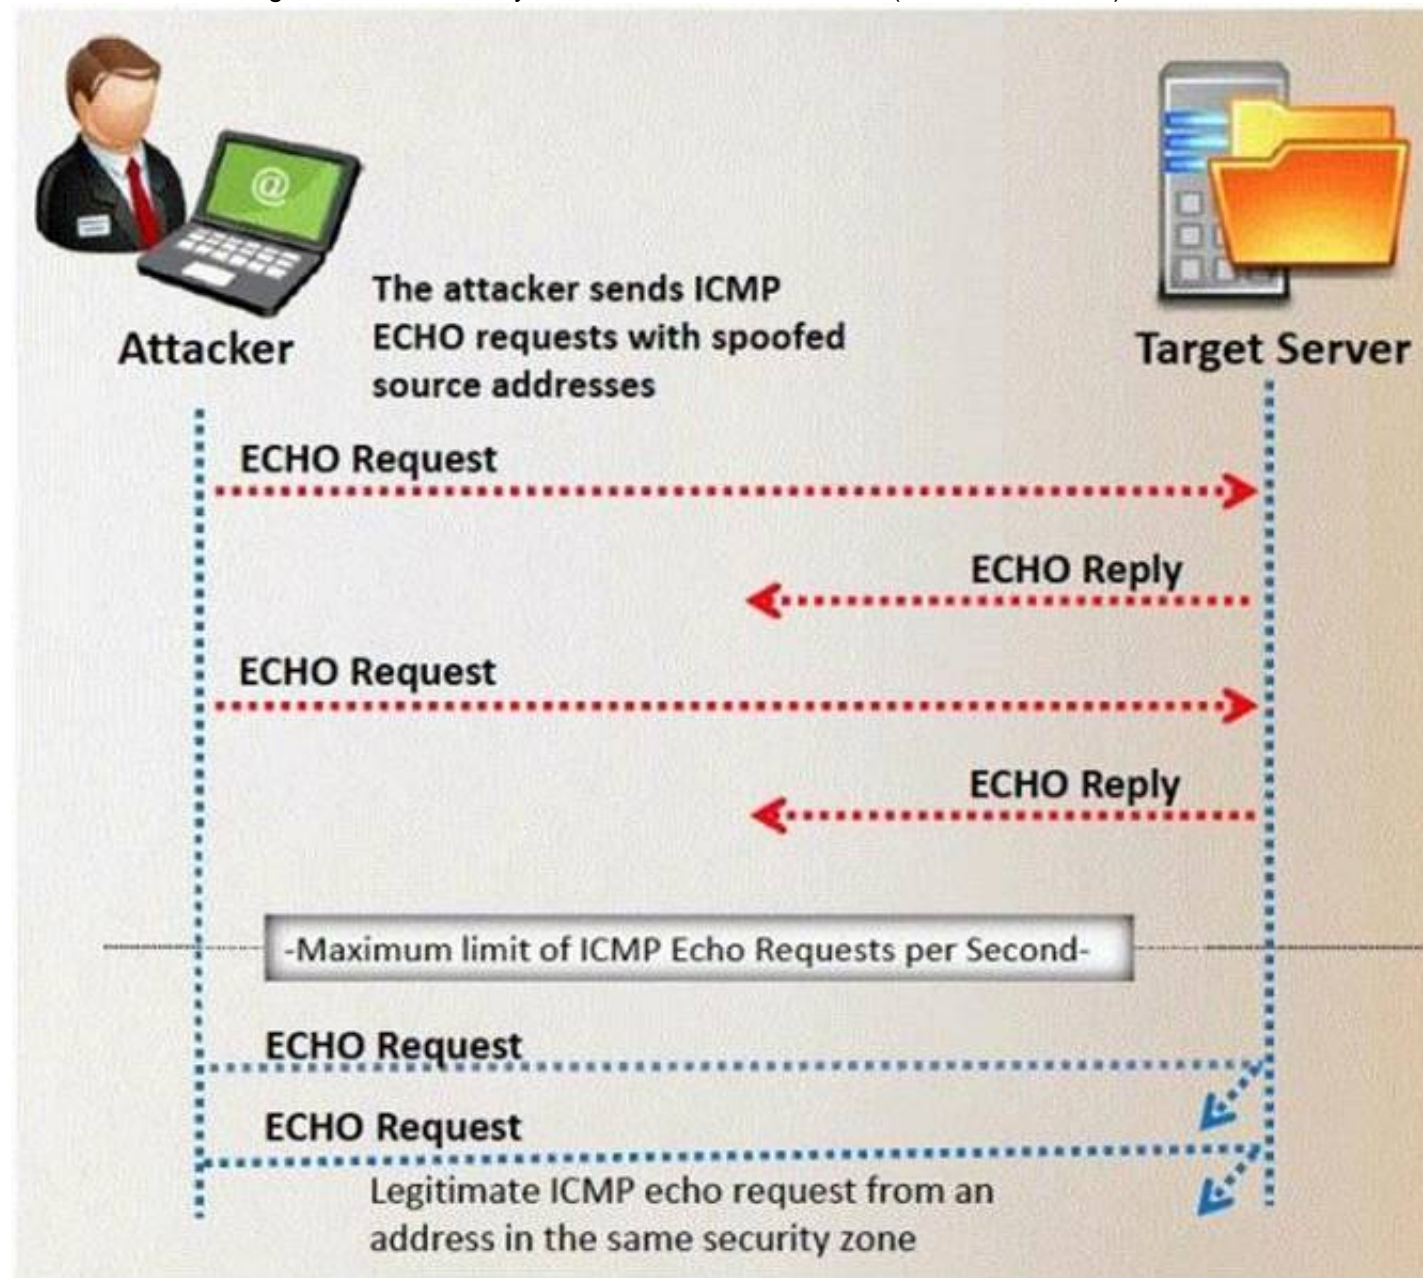 @
The attacker sends ICMP
ECHO requests with spoofed
source addresses
Attacker
Target Server
ECHO Request
ECHO Reply
ECHO Request
ECHO Reply
-Maximum limit of ICMP Echo Requests per Second-
ECHO Request
ECHO Request
Legitimate ICMP echo request from an
address in the same security zone